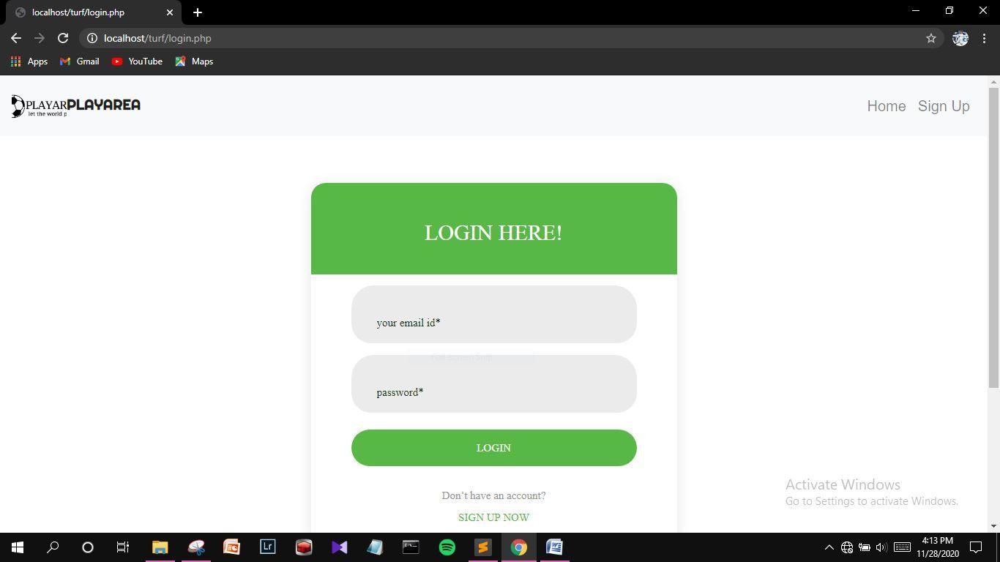 localhost/turf/login.php
localhost/turf/login.php
Apps Gmail YouTube Maps
PLAYAR PLAYAREA
let the world p
Home Sign Up
LOGIN HERE!
your email id*
password*
LOGIN
Don’t have an account?
SIGN UP NOW
Activate Windows
Go to Settings to activate Windows.
Lr
4:13 PM
11/28/2020